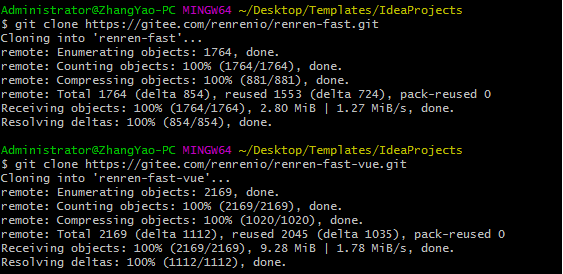 Administrator@ZhangYao-PC MINGW64 ~/Desktop/Templates/IdeaProjects
$ git clone https://gitee.com/renrenio/renren-fast.git
Cloning into 'renren-fast'...
remote: Enumerating objects: 1764, done.
remote: Counting objects: 100% (1764/1764), done.
remote: Compressing objects: 100% (881/881), done.
remote: Total 1764 (delta 854), reused 1553 (delta 724), pack-reused 0
Receiving objects: 100% (1764/1764), 2.80 MiB | 1.27 MiB/s, done.
Resolving deltas: 100% (854/854), done.
Administrator@ZhangYao-PC MINGW64 ~/Desktop/Templates/IdeaProjects
$ git clone https://gitee.com/renrenio/renren-fast-vue.git
Cloning into 'renren-fast-vue'...
remote: Enumerating objects: 2169, done.
remote: Counting objects: 100% (2169/2169), done.
remote: Compressing objects: 100% (1020/1020), done.
remote: Total 2169 (delta 1112), reused 2045 (delta 1035), pack-reused 0
Receiving objects: 100% (2169/2169), 9.28 MiB | 1.78 MiB/s, done.
Resolving deltas: 100% (1112/1112), done.